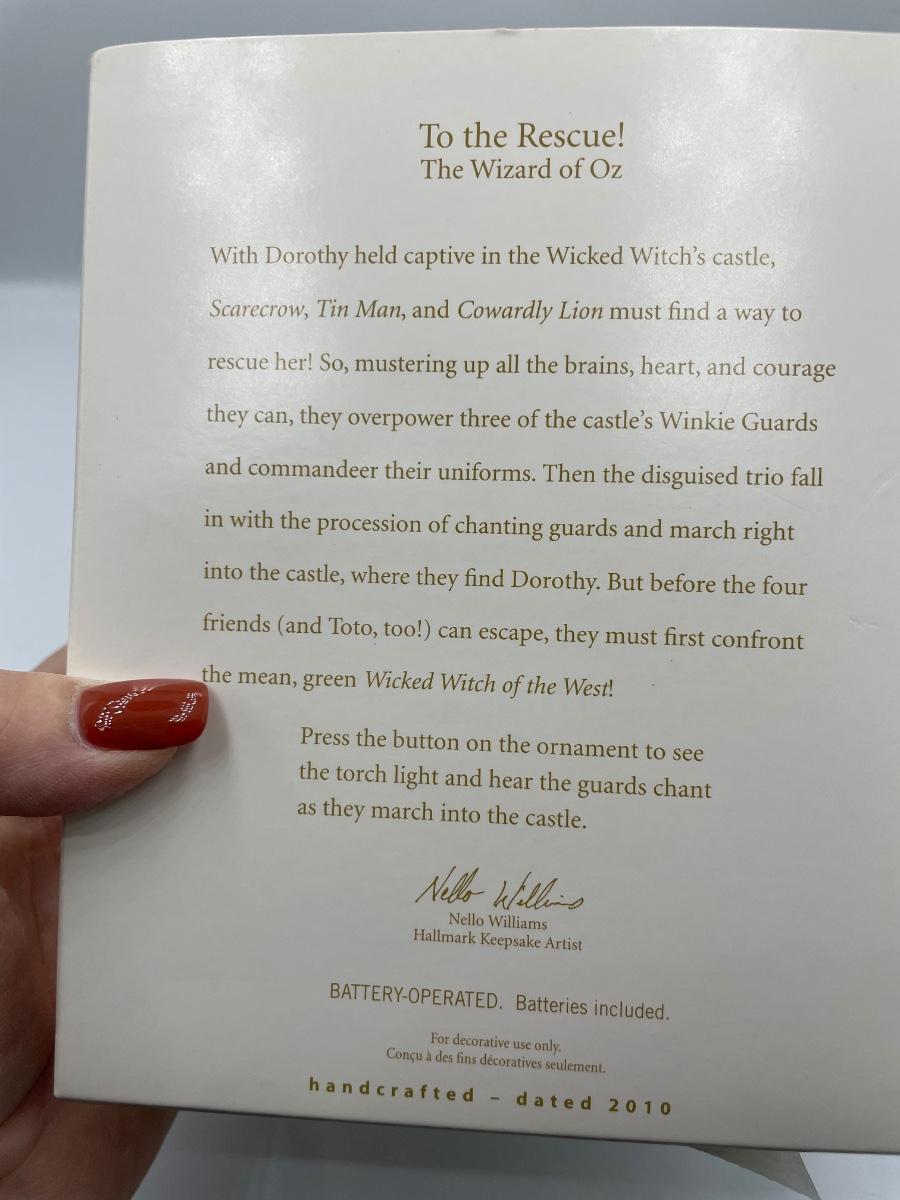 To the Rescue!
The Wizard of Oz
With Dorothy held captive in the Wicked Witch's castle,
Scarecrow, Tin Man, and Cowardly Lion must find a way to
rescue her! So, mustering up all the brains, heart, and courage
they can, they overpower three of the castle's Winkie Guards
and commandeer their uniforms. Then the disguised trio fall
in with the procession of chanting guards and march right
into the castle, where they find Dorothy. But before the four
friends (and Toto, too!) can escape, they must first confront
the mean, green Wicked Witch of the West!
Press the button on the ornament to see
the torch light and hear the guards chant
as they march into the castle.
Nello Williams
Nello Williams
Hallmark Keepsake Artist
BATTERY-OPERATED. Batteries included.
For decorative use only.
Conçu à des fins décoratives seulement.
handcrafted – dated 2010